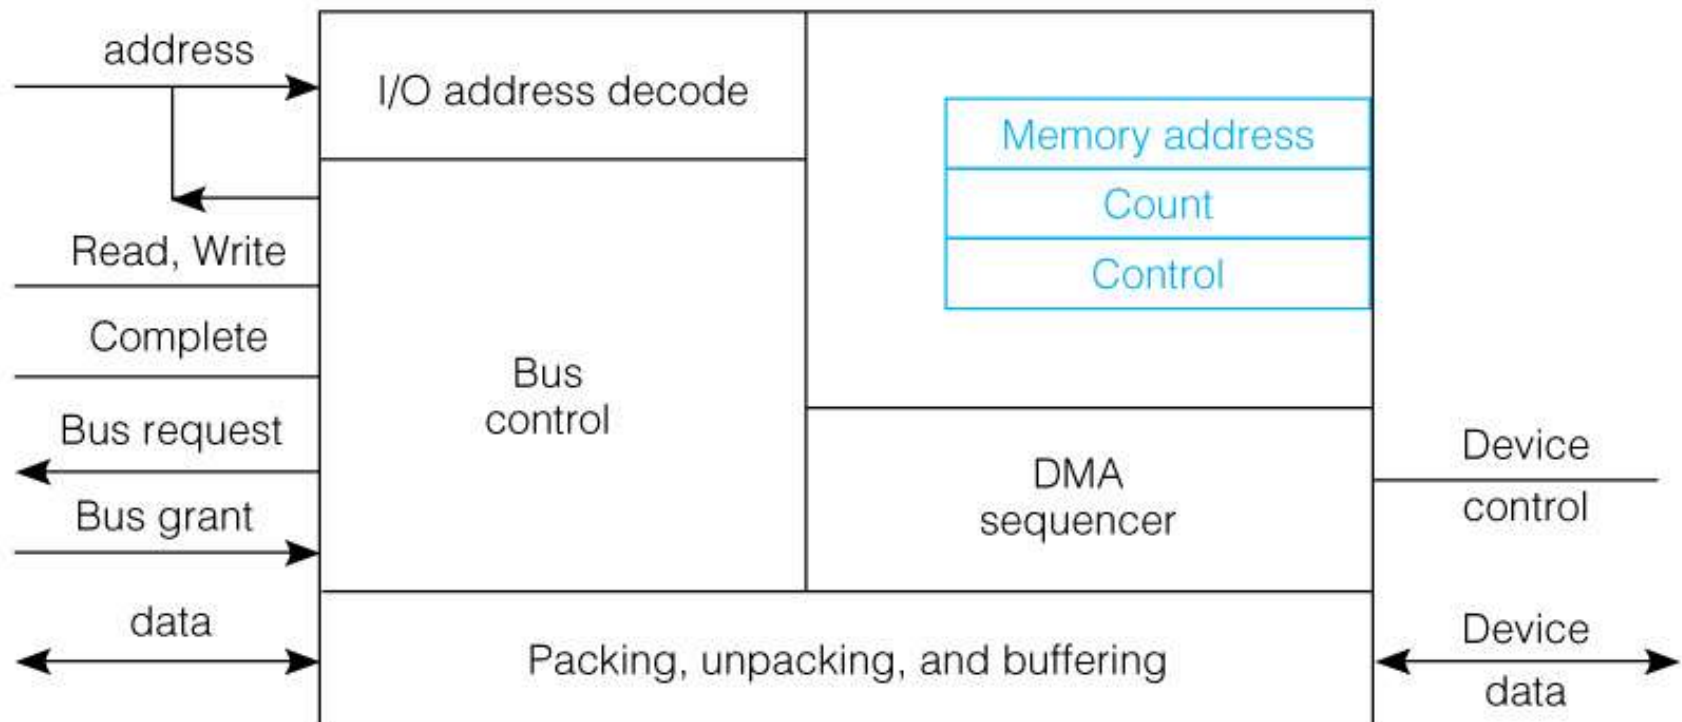 address
I/O address decode
Memory address
Count
Control
Read, Write
Complete
Bus
control
Bus request
Bus grant
DMA
sequencer
Device
control
data
Packing, unpacking, and buffering
Device
data